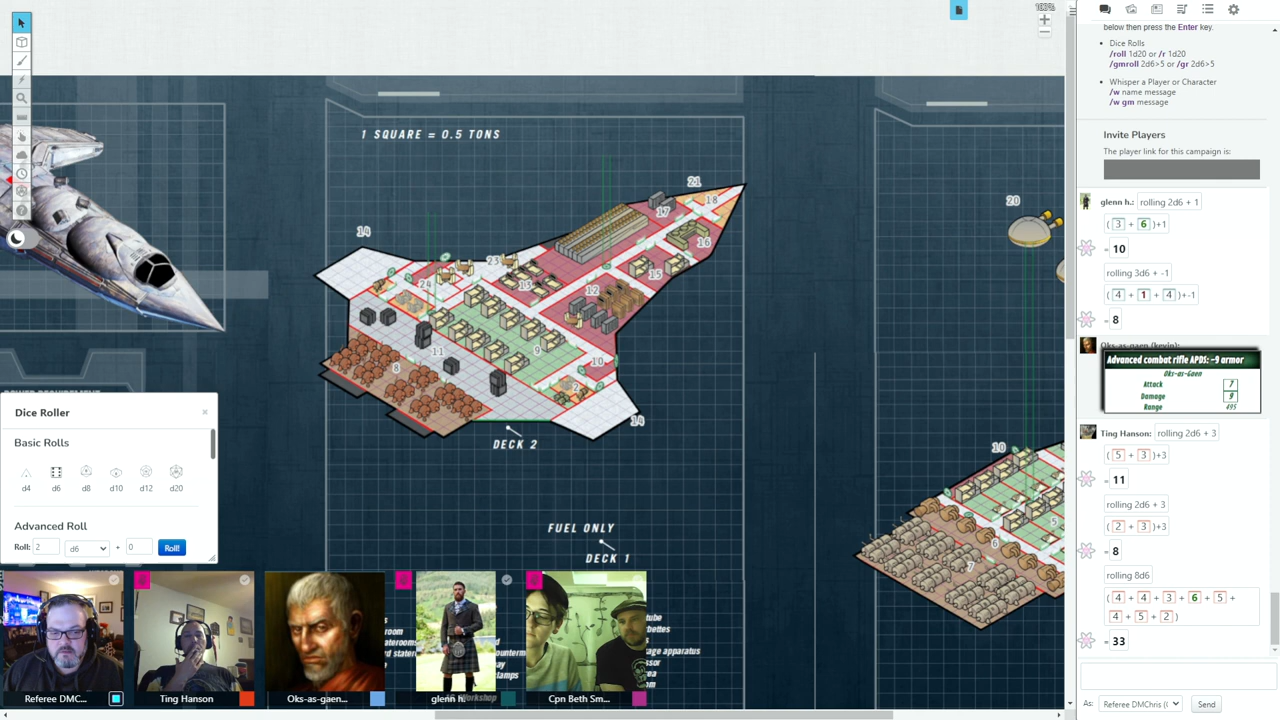 100%
below then press the Enter key.
Dice Rolls
/roll 1d20 or /r 1d20
/gmroll 2d6>5 or /gr 2d6>5
Whisper a Player or Character
/w name message
/w gm message
Invite Players
The player link for this campaign is:
glenn h.: rolling 2d6 + 1
( 3 + 6 )+1
= 10
rolling 3d6 + -1
( 4 + 1 + 4 )+-1
= 8
Oks-as-gaen (kevin):
Advanced combat rifle APDS: -9 armor
Oks-as-Gaen
Attack 7
Damage 9
Range 495
Ting Hanson: rolling 2d6 + 3
( 5 + 3 )+3
= 11
rolling 2d6 + 3
( 2 + 3 )+3
= 8
rolling 8d6
( 4 + 4 + 3 + 6 + 5 +
4 + 5 + 2 )
= 33
As: Referee DMChris (
Send
1 SQUARE = 0.5 TONS
14
21
18
17
16
23
15
24
13
12
9
11
10
8
2
14
DECK 2
FUEL ONLY
DECK 1
20
10
5
6
7
Dice Roller
Basic Rolls
d4 d6 d8 d10 d12 d20
Advanced Roll
Roll: 2 d6 + 0 Roll!
Referee DMC...
Ting Hanson
Oks-as-gaen...
glenn h.
Cpn Beth Sm...